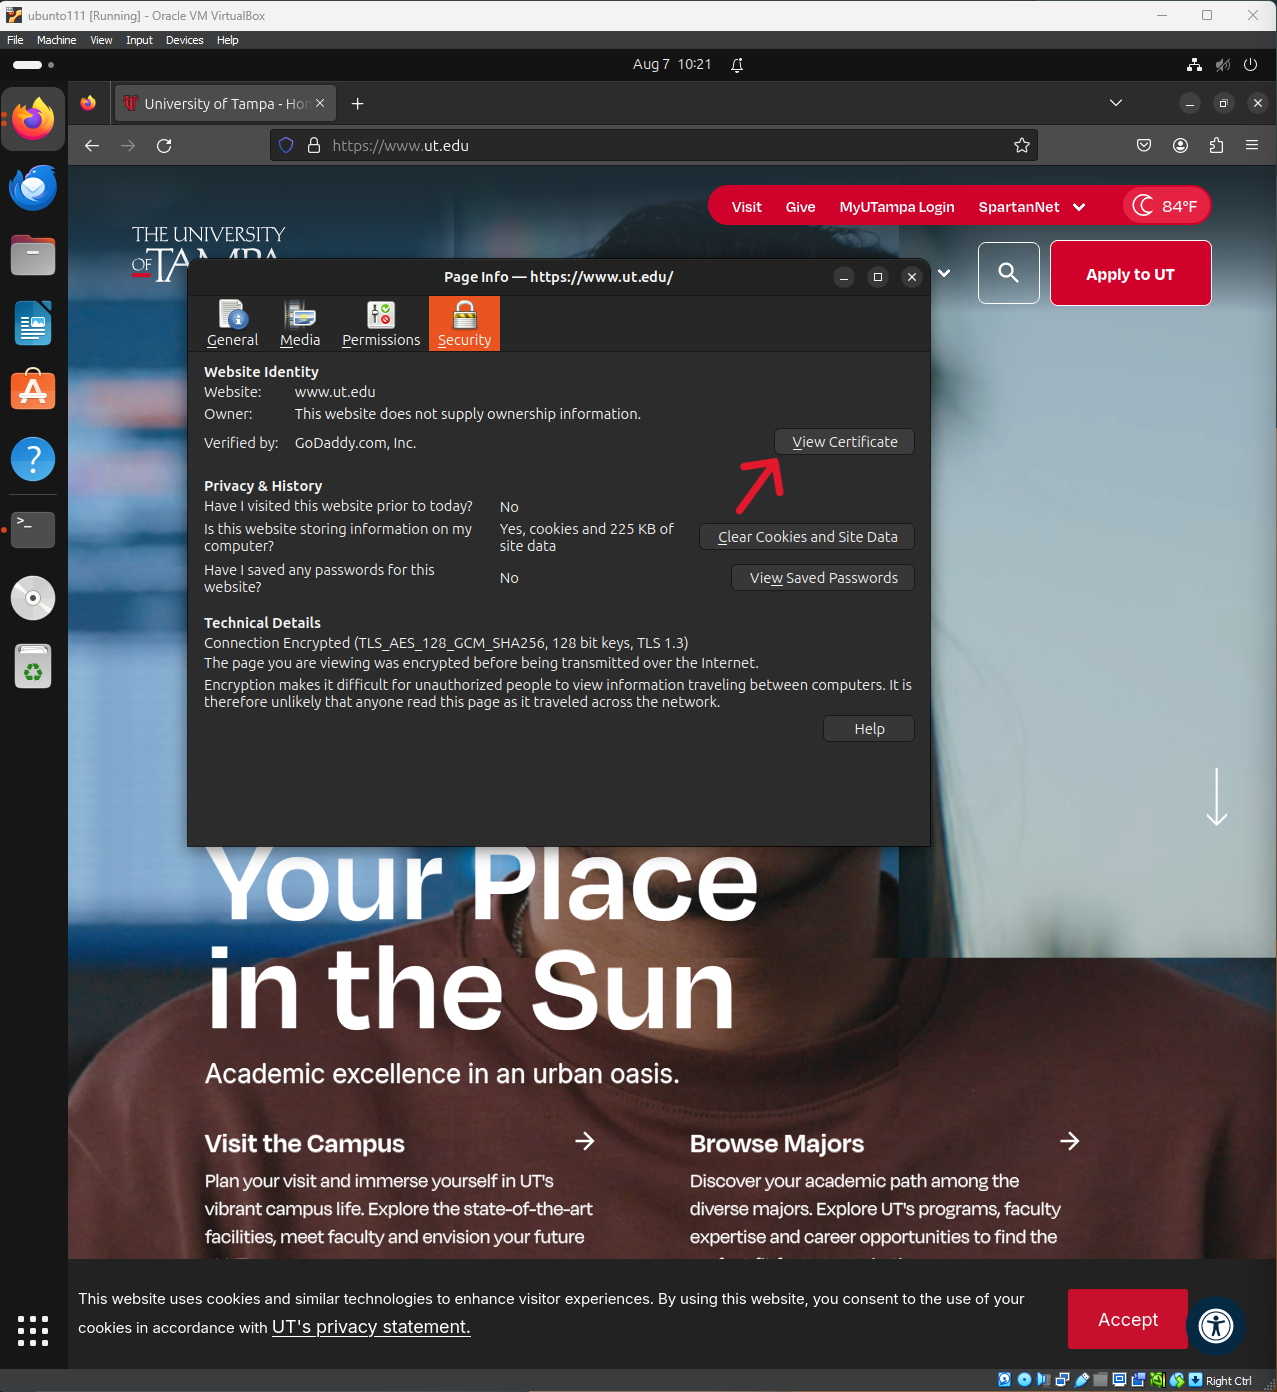 ubunto111 [Running] - Oracle VM VirtualBox
File Machine View Input Devices Help
Aug 7 10:21
University of Tampa - Hon
https://www.ut.edu
Visit Give MyUTampa Login SpartanNet 84°F
THE UNIVERSITY
OF TAMPA
Apply to UT
Page Info — https://www.ut.edu/
General Media Permissions Security
Website Identity
Website: www.ut.edu
Owner: This website does not supply ownership information.
Verified by: GoDaddy.com, Inc. View Certificate
Privacy & History
Have I visited this website prior to today? No
Is this website storing information on my computer? Yes, cookies and 225 KB of site data Clear Cookies and Site Data
Have I saved any passwords for this website? No View Saved Passwords
Technical Details
Connection Encrypted (TLS_AES_128_GCM_SHA256, 128 bit keys, TLS 1.3)
The page you are viewing was encrypted before being transmitted over the Internet.
Encryption makes it difficult for unauthorized people to view information traveling between computers. It is
therefore unlikely that anyone read this page as it traveled across the network.
Help
Your Place
in the Sun
Academic excellence in an urban oasis.
Visit the Campus
Plan your visit and immerse yourself in UT's
vibrant campus life. Explore the state-of-the-art
facilities, meet faculty and envision your future
Browse Majors
Discover your academic path among the
diverse majors. Explore UT's programs, faculty
expertise and career opportunities to find the
This website uses cookies and similar technologies to enhance visitor experiences. By using this website, you consent to the use of your
cookies in accordance with UT's privacy statement.
Accept
Right Ctrl